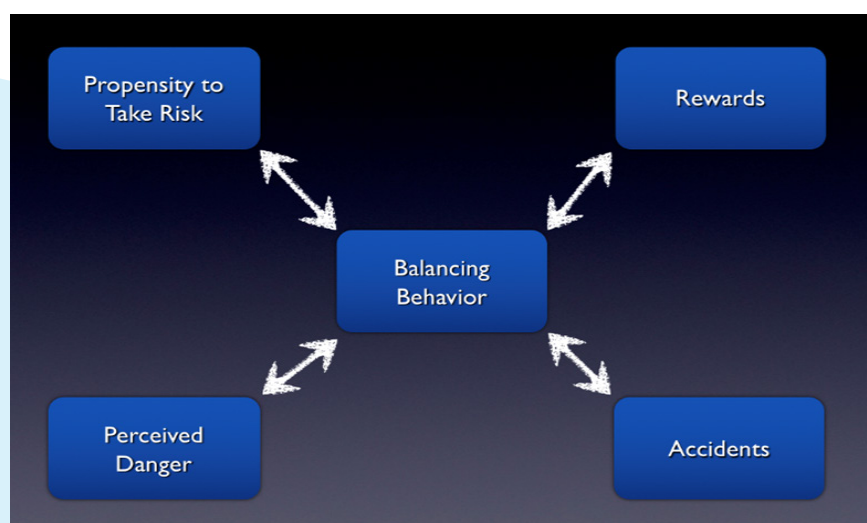 Propensity to
Take Risk
Rewards
Balancing
Behavior
Perceived
Danger
Accidents